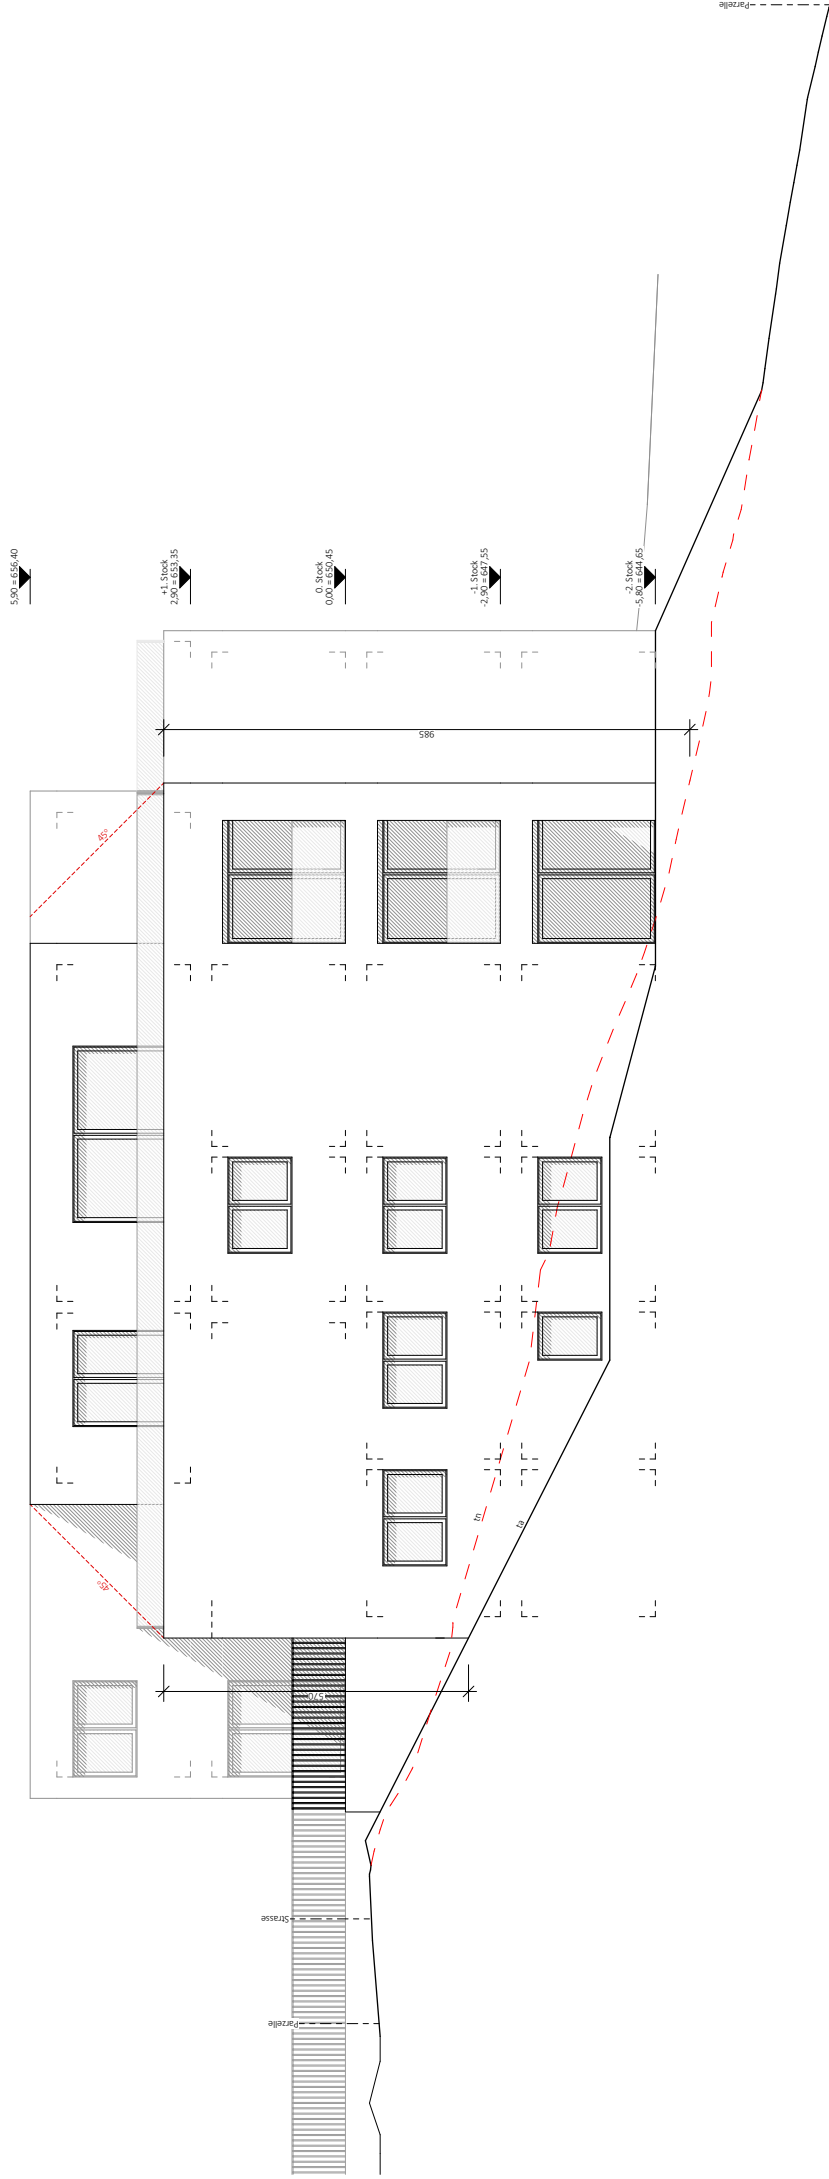 Parzelle
5,90 = 656,40
+1. Stock
2,90 = 653,35
0. Stock
0,00 = 650,45
-1. Stock
-2,90 = 647,55
-2. Stock
-5,80 = 644,65
985
45°
tn
ta
45°
570
Strasse
Parzelle